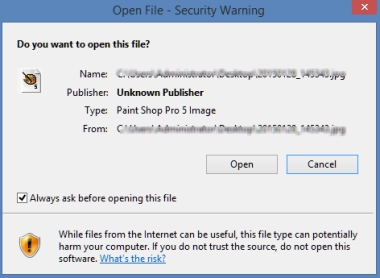 Open File - Security Warning
Do you want to open this file?
Name:
Publisher: Unknown Publisher
Type: Paint Shop Pro 5 Image
From:
Open Cancel
Always ask before opening this file
While files from the Internet can be useful, this file type can potentially
harm your computer. If you do not trust the source, do not open this
software. What's the risk?